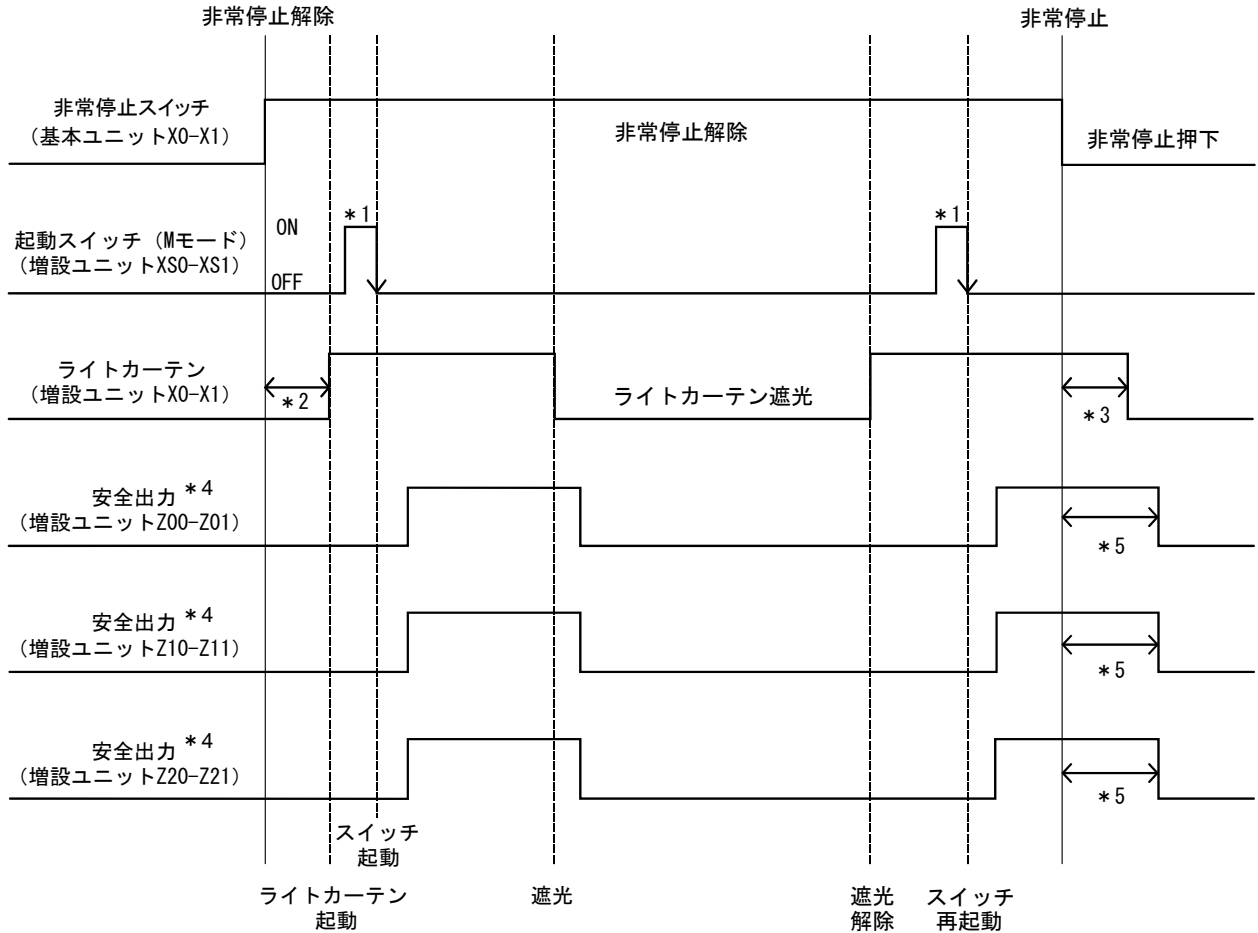 非常停止解除
非常停止
非常停止スイッチ
(基本ユニットX0-X1)
非常停止解除
非常停止押下
起動スイッチ (Mモード)
(増設ユニットXS0-XS1)
ON
OFF
*1
*1
ライトカーテン
(増設ユニットX0-X1)
*2
ライトカーテン遮光
*3
安全出力 *4
(増設ユニットZ00-Z01)
*5
安全出力 *4
(増設ユニットZ10-Z11)
*5
安全出力 *4
(増設ユニットZ20-Z21)
*5
スイッチ
起動
ライトカーテン
起動
遮光
遮光
解除
スイッチ
再起動